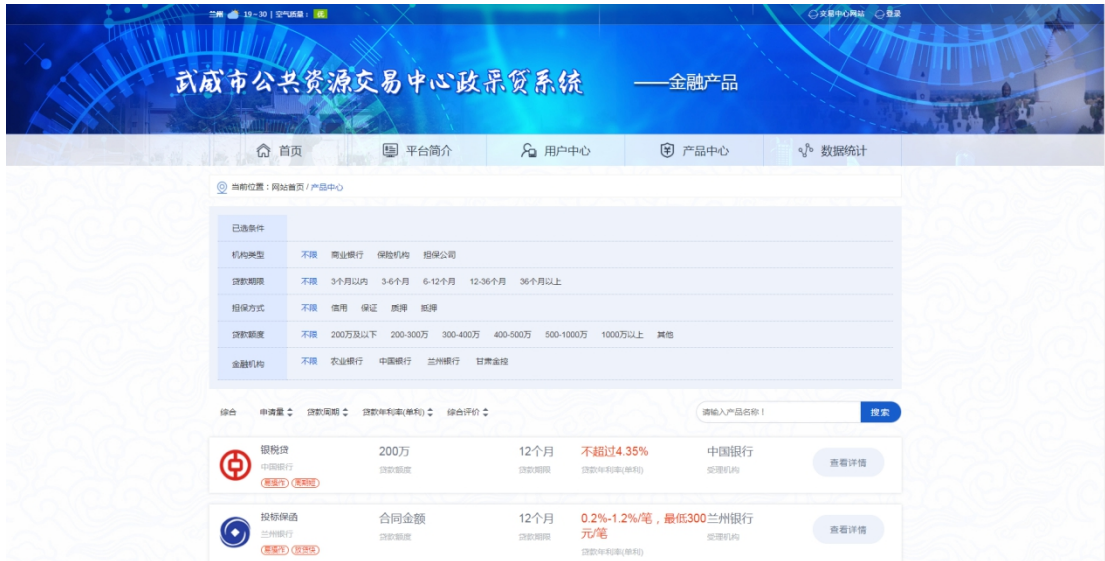 兰州 19~30 | 空气质量: 优 交易中心网站 登录
武威市公共资源交易中心政采贷系统 ——金融产品
首页 平台简介 用户中心 产品中心 数据统计
当前位置:网站首页 / 产品中心
已选条件
机构类型 不限 商业银行 保险机构 担保公司
贷款期限 不限 3个月以内 3-6个月 6-12个月 12-36个月 36个月以上
担保方式 不限 信用 保证 质押 抵押
贷款额度 不限 200万及以下 200-300万 300-400万 400-500万 500-1000万 1000万以上 其他
金融机构 不限 农业银行 中国银行 兰州银行 甘肃金控
综合 申请量 贷款周期 贷款年利率(单利) 综合评价 请输入产品名称! 搜索
银税贷 200万 12个月 不超过4.35% 中国银行
中国银行 贷款额度 贷款期限 贷款年利率(单利) 受理机构 查看详情
易操作 周期短
投标保函 合同金额 12个月 0.2%-1.2%/笔,最低300 兰州银行
元/笔
兰州银行 贷款额度 贷款期限 受理机构 查看详情
易操作 放贷快 贷款年利率(单利)